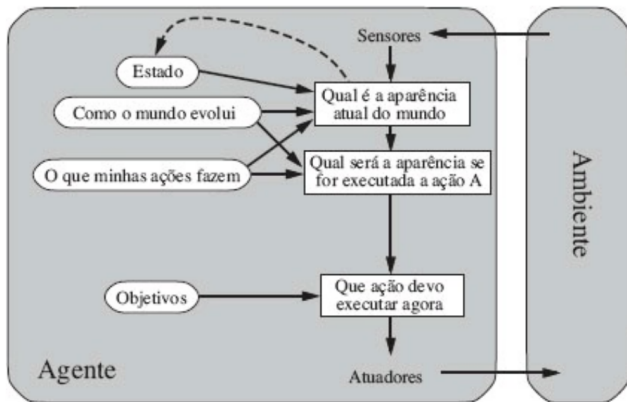 Sensores
Estado
Qual é a aparência
atual do mundo
Como o mundo evolui
Qual será a aparência se
for executada a ação A
O que minhas ações fazem
Ambiente
Objetivos
Que ação devo
executar agora
Agente
Atuadores